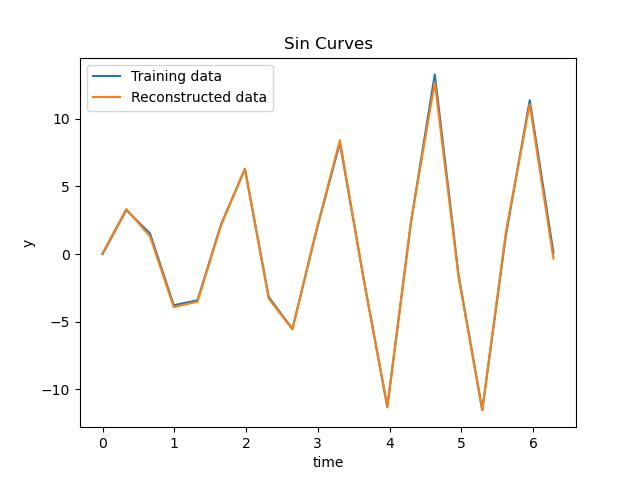 Sin Curves
Training data
Reconstructed data
10
5
0
−5
−10
y
0 1 2 3 4 5 6
time